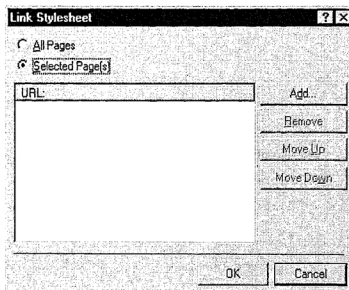 Link Stylesheet
All Pages
Selected Page(s)
URL:
Add...
Remove
Move Up
Move Down
OK
Cancel